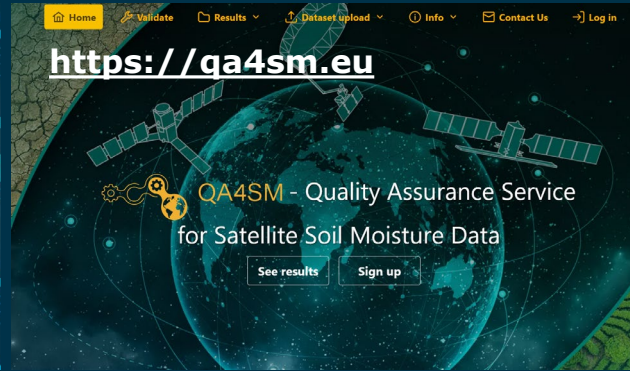 Home Validate Results Dataset upload Info Contact Us Log in
https://qa4sm.eu
QA4SM - Quality Assurance Service
for Satellite Soil Moisture Data
See results Sign up